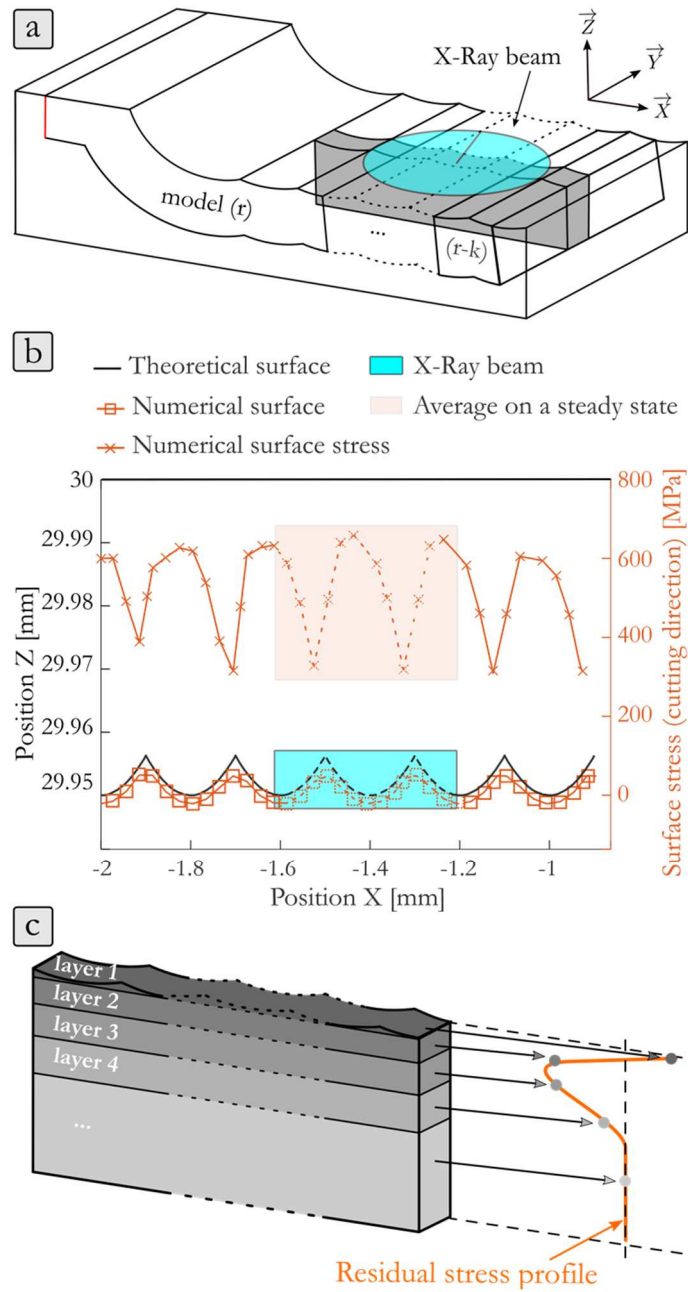 a
X-Ray beam
Z
Y
X
model (r)
...
(r-k)
b
Theoretical surface
X-Ray beam
Numerical surface
Average on a steady state
Numerical surface stress
30
29.99
29.98
29.97
29.96
29.95
Position Z [mm]
800
600
400
200
0
Surface stress (cutting direction) [MPa]
-2
-1.8
-1.6
-1.4
-1.2
-1
Position X [mm]
c
layer 1
layer 2
layer 3
layer 4
...
Residual stress profile